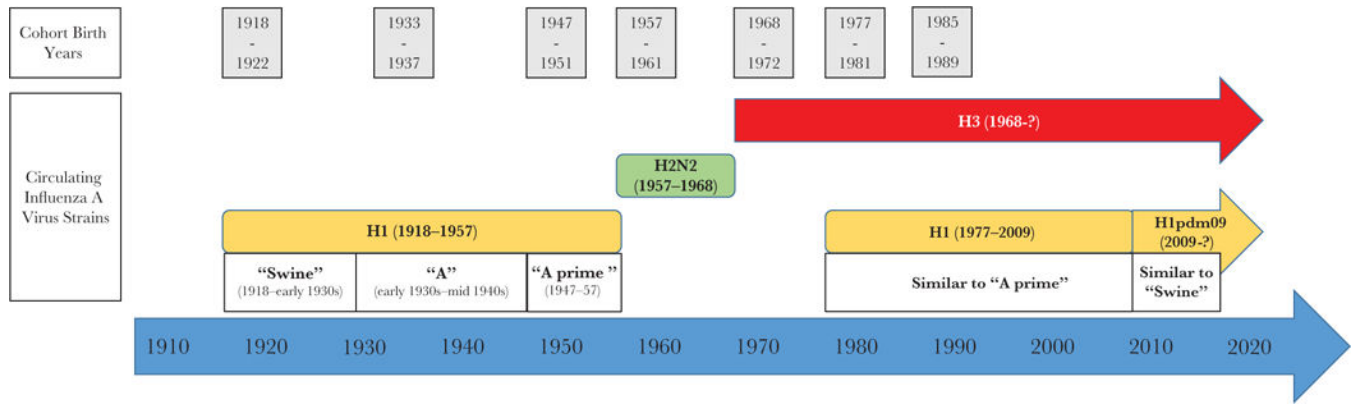 Cohort Birth
Years
1918
-
1922
1933
-
1937
1947
-
1951
1957
-
1961
1968
-
1972
1977
-
1981
1985
-
1989
Circulating
Influenza A
Virus Strains
H3 (1968-?)
H2N2
(1957–1968)
H1 (1918–1957)
H1 (1977–2009)
H1pdm09
(2009-?)
“Swine”
(1918–early 1930s)
“A”
(early 1930s–mid 1940s)
“A prime ”
(1947–57)
Similar to “A prime”
Similar to
“Swine”
1910 1920 1930 1940 1950 1960 1970 1980 1990 2000 2010 2020